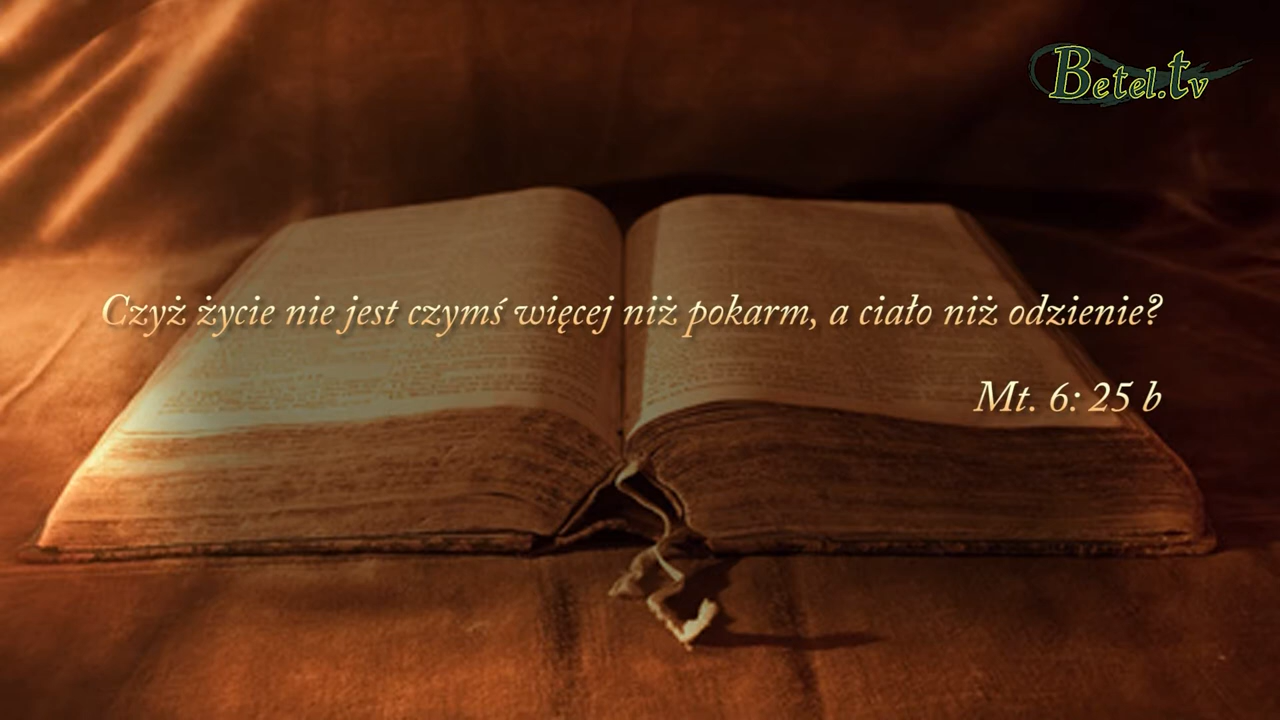 Betel.tv
Czyż życie nie jest czymś więcej niż pokarm, a ciało niż odzienie?
Mt. 6: 25 b